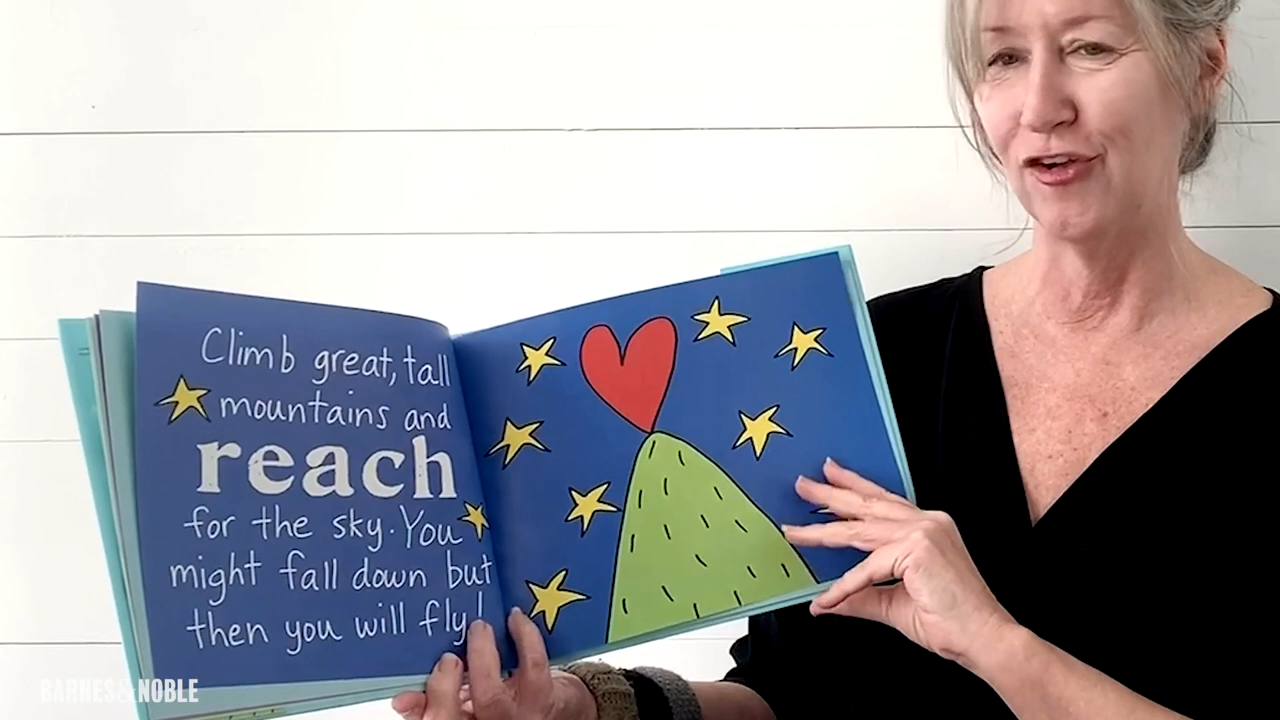 Climb great, tall
mountains and
reach
for the sky. You
might fall down but
then you will fly!
BARNES&NOBLE